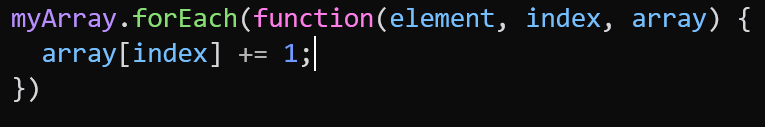 myArray.forEach(function(element, index, array) {
  array[index] += 1;
})